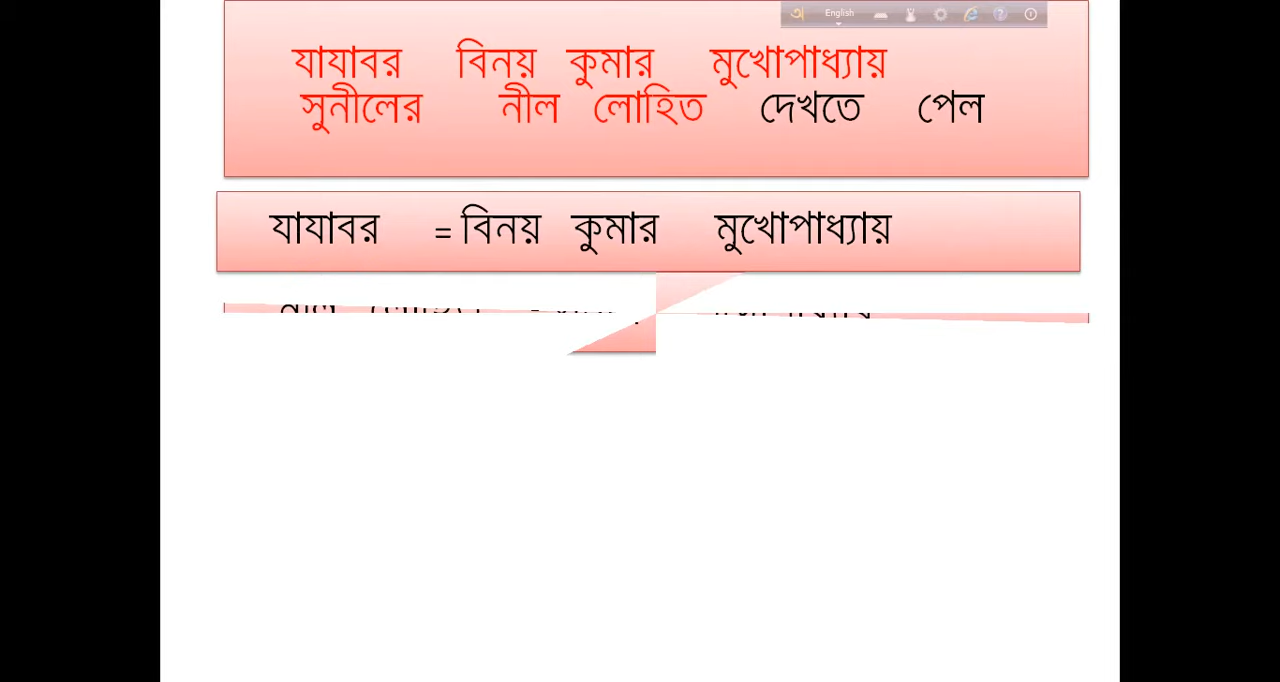 English
যাযাবর বিনয় কুমার মুখোপাধ্যায়
সুনীলের নীল লোহিত দেখতে পেল
যাযাবর = বিনয় কুমার মুখোপাধ্যায়